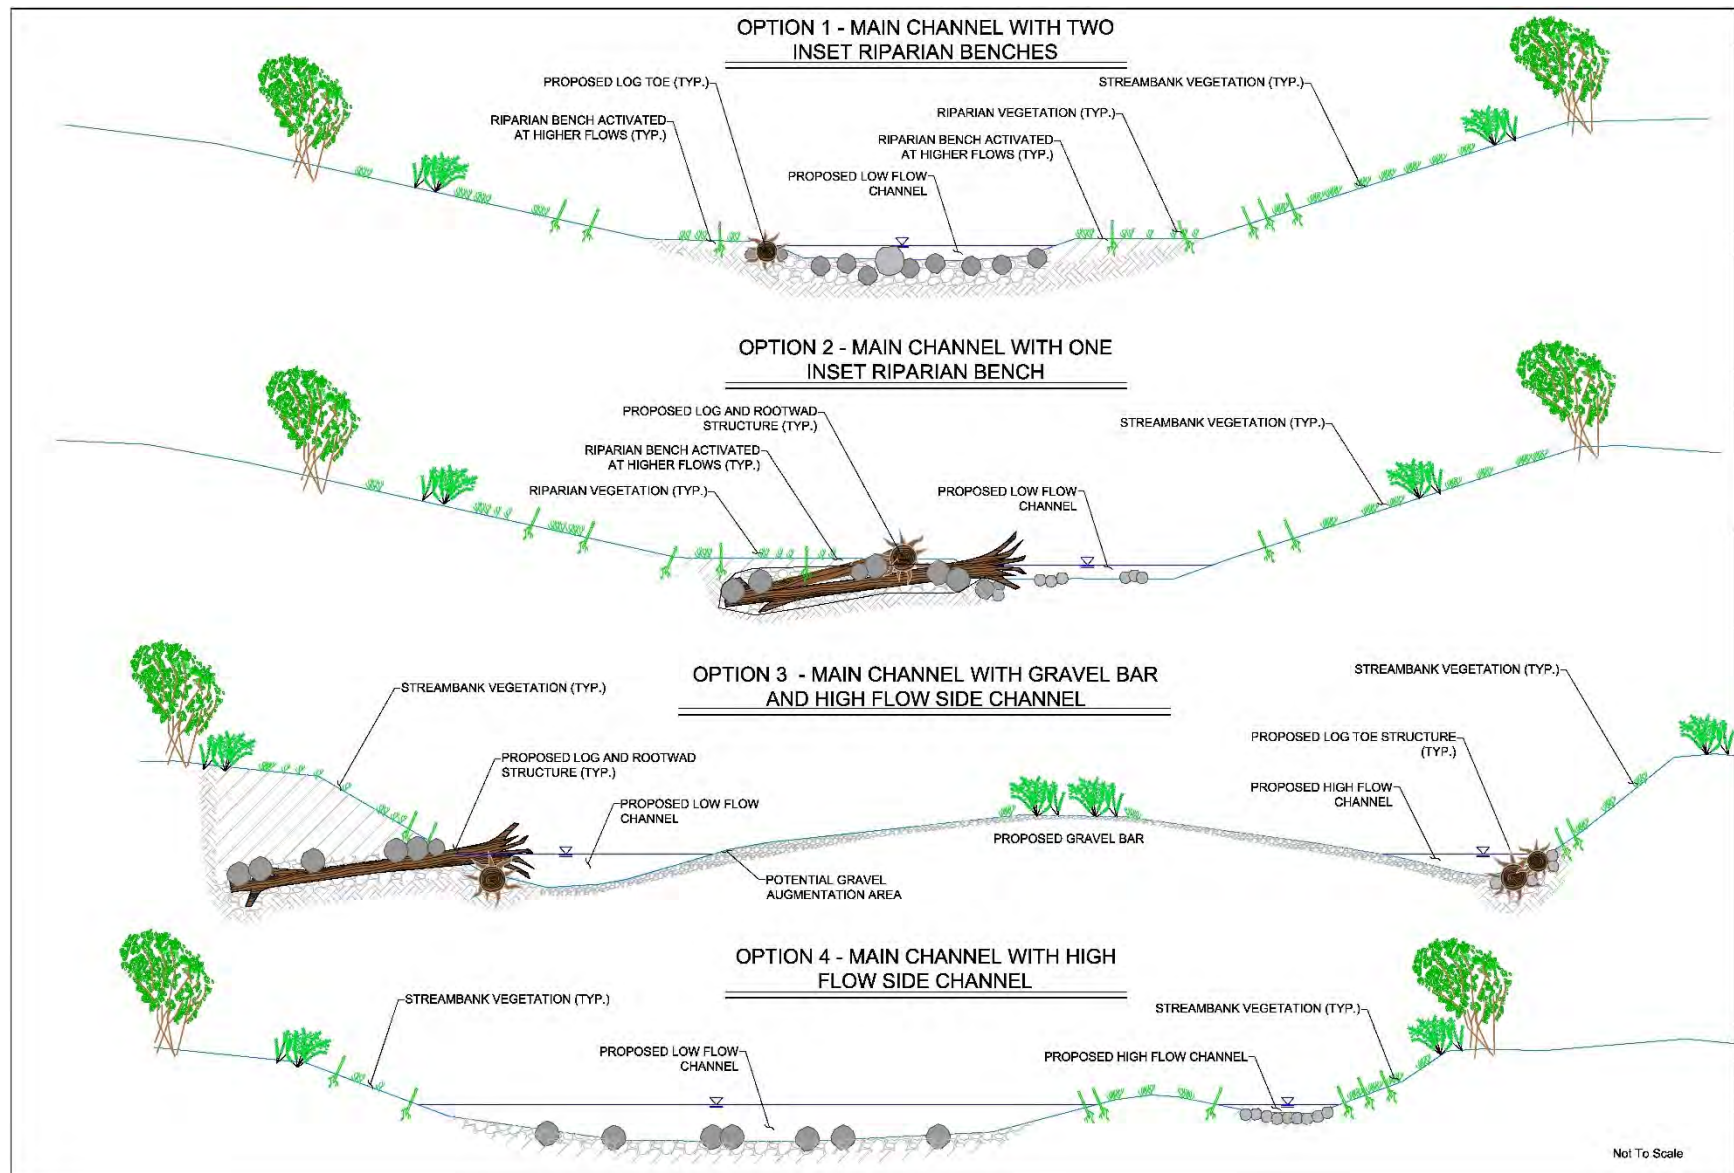 OPTION 1 - MAIN CHANNEL WITH TWO
INSET RIPARIAN BENCHES
PROPOSED LOG TOE (TYP.)
STREAMBANK VEGETATION (TYP.)
RIPARIAN BENCH ACTIVATED
AT HIGHER FLOWS (TYP.)
RIPARIAN VEGETATION (TYP.)
RIPARIAN BENCH ACTIVATED
AT HIGHER FLOWS (TYP.)
PROPOSED LOW FLOW
CHANNEL
OPTION 2 - MAIN CHANNEL WITH ONE
INSET RIPARIAN BENCH
PROPOSED LOG AND ROOTWAD
STRUCTURE (TYP.)
STREAMBANK VEGETATION (TYP.)
RIPARIAN BENCH ACTIVATED
AT HIGHER FLOWS (TYP.)
RIPARIAN VEGETATION (TYP.)
PROPOSED LOW FLOW
CHANNEL
OPTION 3 - MAIN CHANNEL WITH GRAVEL BAR
AND HIGH FLOW SIDE CHANNEL
STREAMBANK VEGETATION (TYP.)
STREAMBANK VEGETATION (TYP.)
PROPOSED LOG AND ROOTWAD
STRUCTURE (TYP.)
PROPOSED LOG TOE STRUCTURE
(TYP.)
PROPOSED LOW FLOW
CHANNEL
PROPOSED HIGH FLOW
CHANNEL
PROPOSED GRAVEL BAR
POTENTIAL GRAVEL
AUGMENTATION AREA
OPTION 4 - MAIN CHANNEL WITH HIGH
FLOW SIDE CHANNEL
STREAMBANK VEGETATION (TYP.)
STREAMBANK VEGETATION (TYP.)
PROPOSED LOW FLOW
CHANNEL
PROPOSED HIGH FLOW CHANNEL
Not To Scale